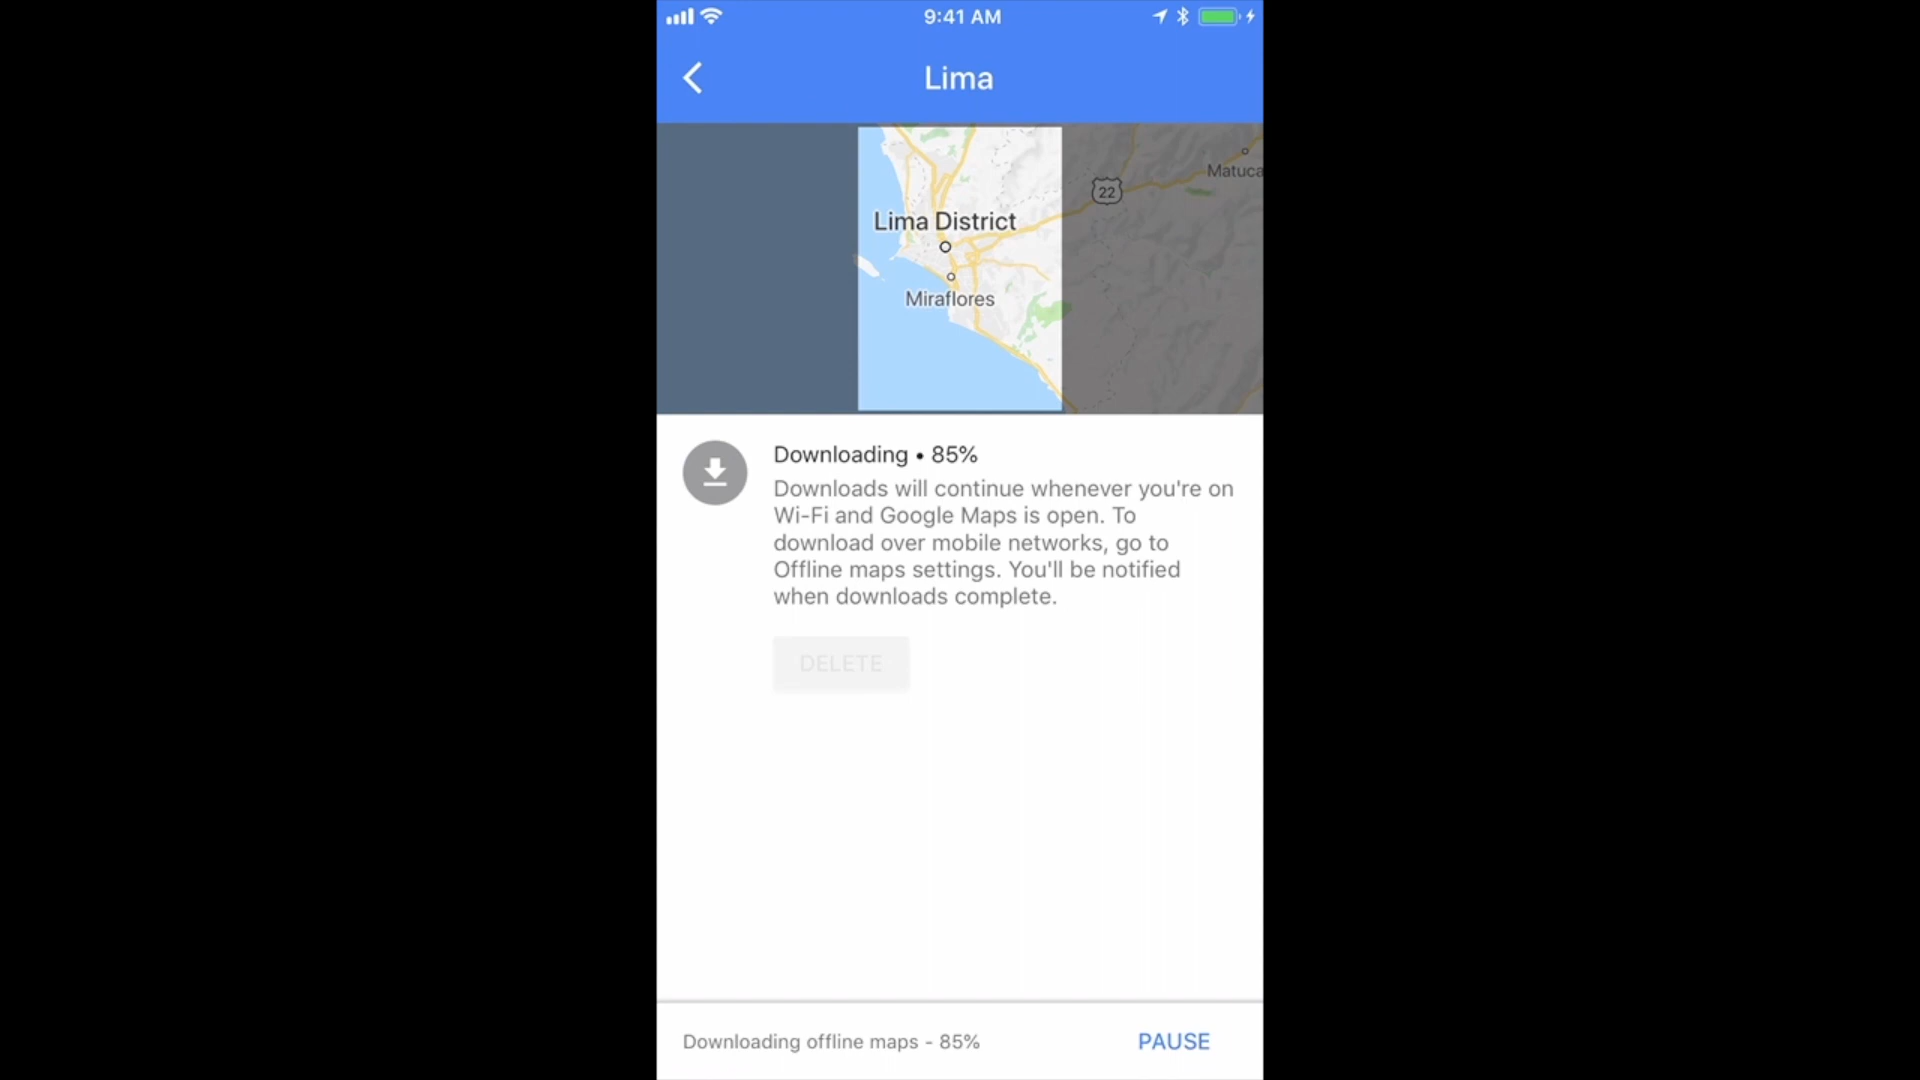 9:41 AM
Lima
Matuca
22
Lima District
Miraflores
Downloading • 85%
Downloads will continue whenever you're on
Wi-Fi and Google Maps is open. To
download over mobile networks, go to
Offline maps settings. You'll be notified
when downloads complete.
DELETE
Downloading offline maps - 85%
PAUSE